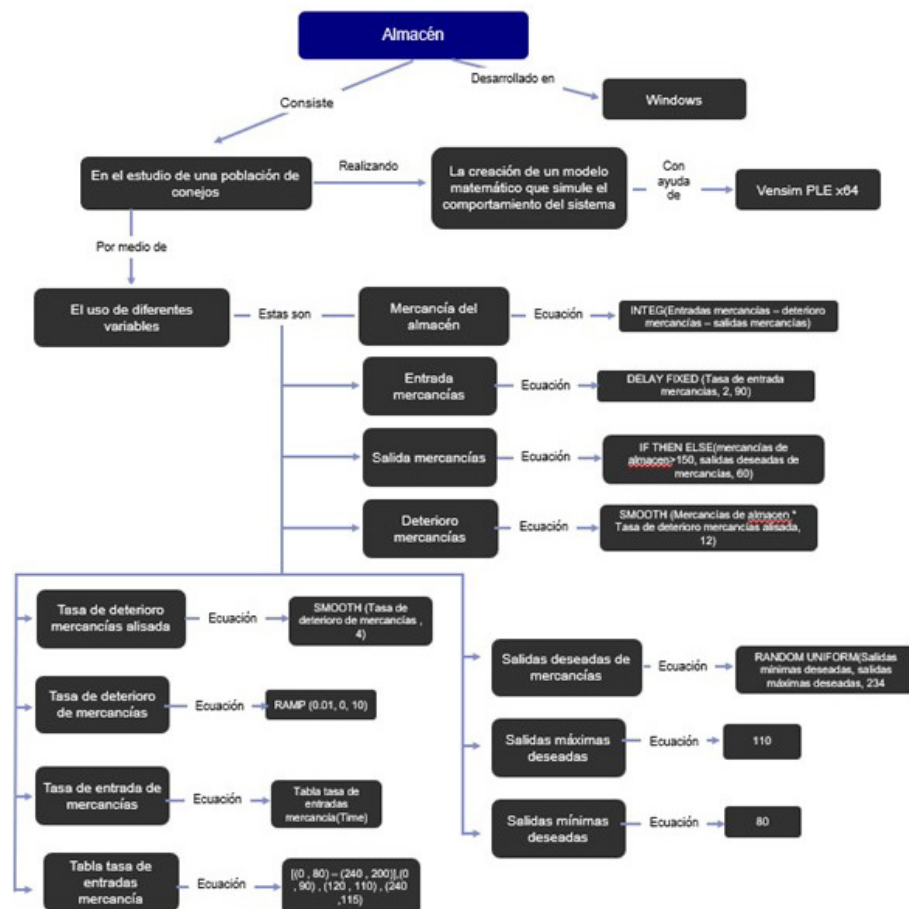 Almacén
Desarrollado en
Consiste
Windows
En el estudio de una población de
conejos
Realizando
La creación de un modelo
matemático que simule el
comportamiento del sistema
Con
ayuda
de
Vensim PLE x64
Por medio de
El uso de diferentes
variables
Estas son
Mercancía del
almacén
Ecuación
INTEG(Entradas mercancías – deterioro
mercancías – salidas mercancías)
Entrada
mercancías
Ecuación
DELAY FIXED (Tasa de entrada
mercancías, 2, 90)
Salida mercancías
Ecuación
IF THEN ELSE(mercancías de
almacen>150, salidas deseadas de
mercancías, 60)
Deterioro
mercancías
Ecuación
SMOOTH (Mercancías de almacen *
Tasa de deterioro mercancías alisada,
12)
Tasa de deterioro
mercancías alisada
Ecuación
SMOOTH (Tasa de
deterioro de mercancías ,
4)
Tasa de deterioro
de mercancías
Ecuación
RAMP (0.01, 0, 10)
Tasa de entrada de
mercancías
Ecuación
Tabla tasa de
entradas
mercancía(Time)
Tabla tasa de
entradas
mercancía
Ecuación
[(0 , 80) – (240 , 200)],(0
, 90) , (120 , 110) , (240
,115)
Salidas deseadas de
mercancías
Ecuación
RANDOM UNIFORM(Salidas
mínimas deseadas, salidas
máximas deseadas, 234
Salidas máximas
deseadas
Ecuación
110
Salidas mínimas
deseadas
Ecuación
80